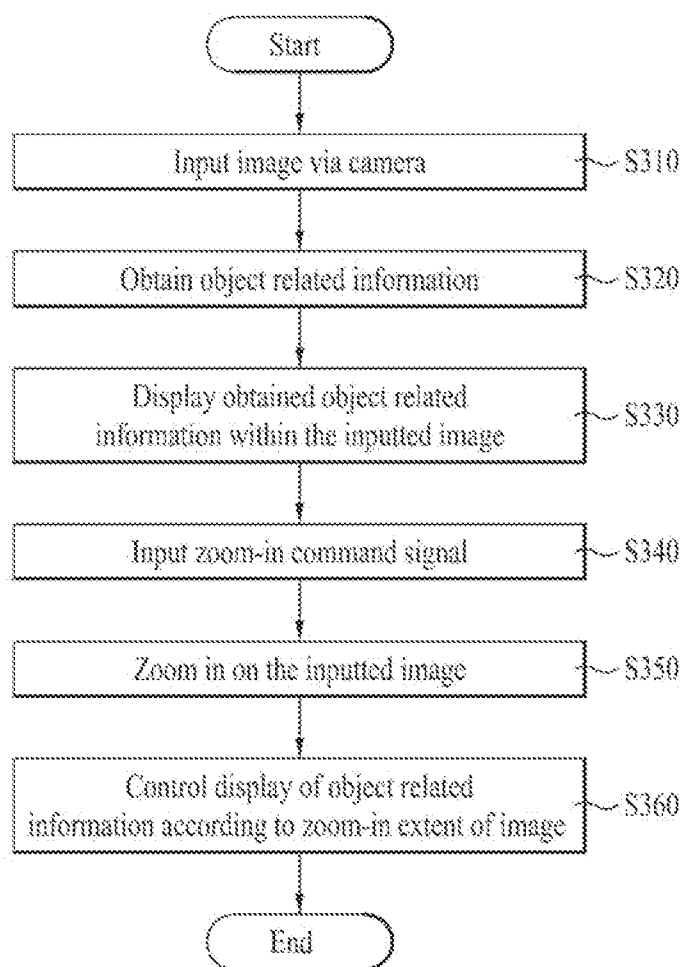 Start
Input image via camera
S310
Obtain object related information
S320
Display obtained object related
information within the inputted image
S330
Input zoom-in command signal
S340
Zoom in on the inputted image
S350
Control display of object related
information according to zoom-in extent of image
S360
End